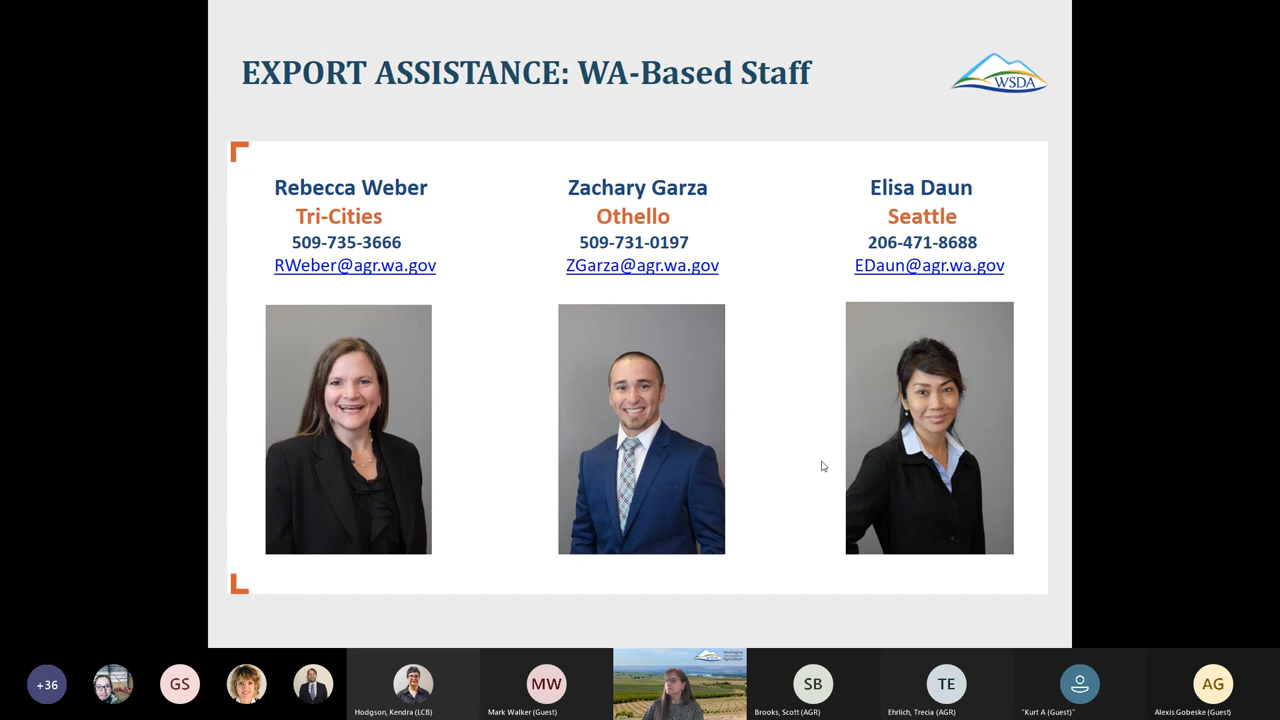 EXPORT ASSISTANCE: WA-Based Staff
WSDA
Rebecca Weber
Tri-Cities
509-735-3666
RWeber@agr.wa.gov
Zachary Garza
Othello
509-731-0197
ZGarza@agr.wa.gov
Elisa Daun
Seattle
206-471-8688
EDaun@agr.wa.gov
+36
GS
Hodgson, Kendra (LCB)
MW
Mark Walker (Guest)
WSDA
SB
Brooks, Scott (AGR)
TE
Ehrlich, Trecia (AGR)
"Kurt A (Guest)"
AG
Alexis Gobeske (Guest)